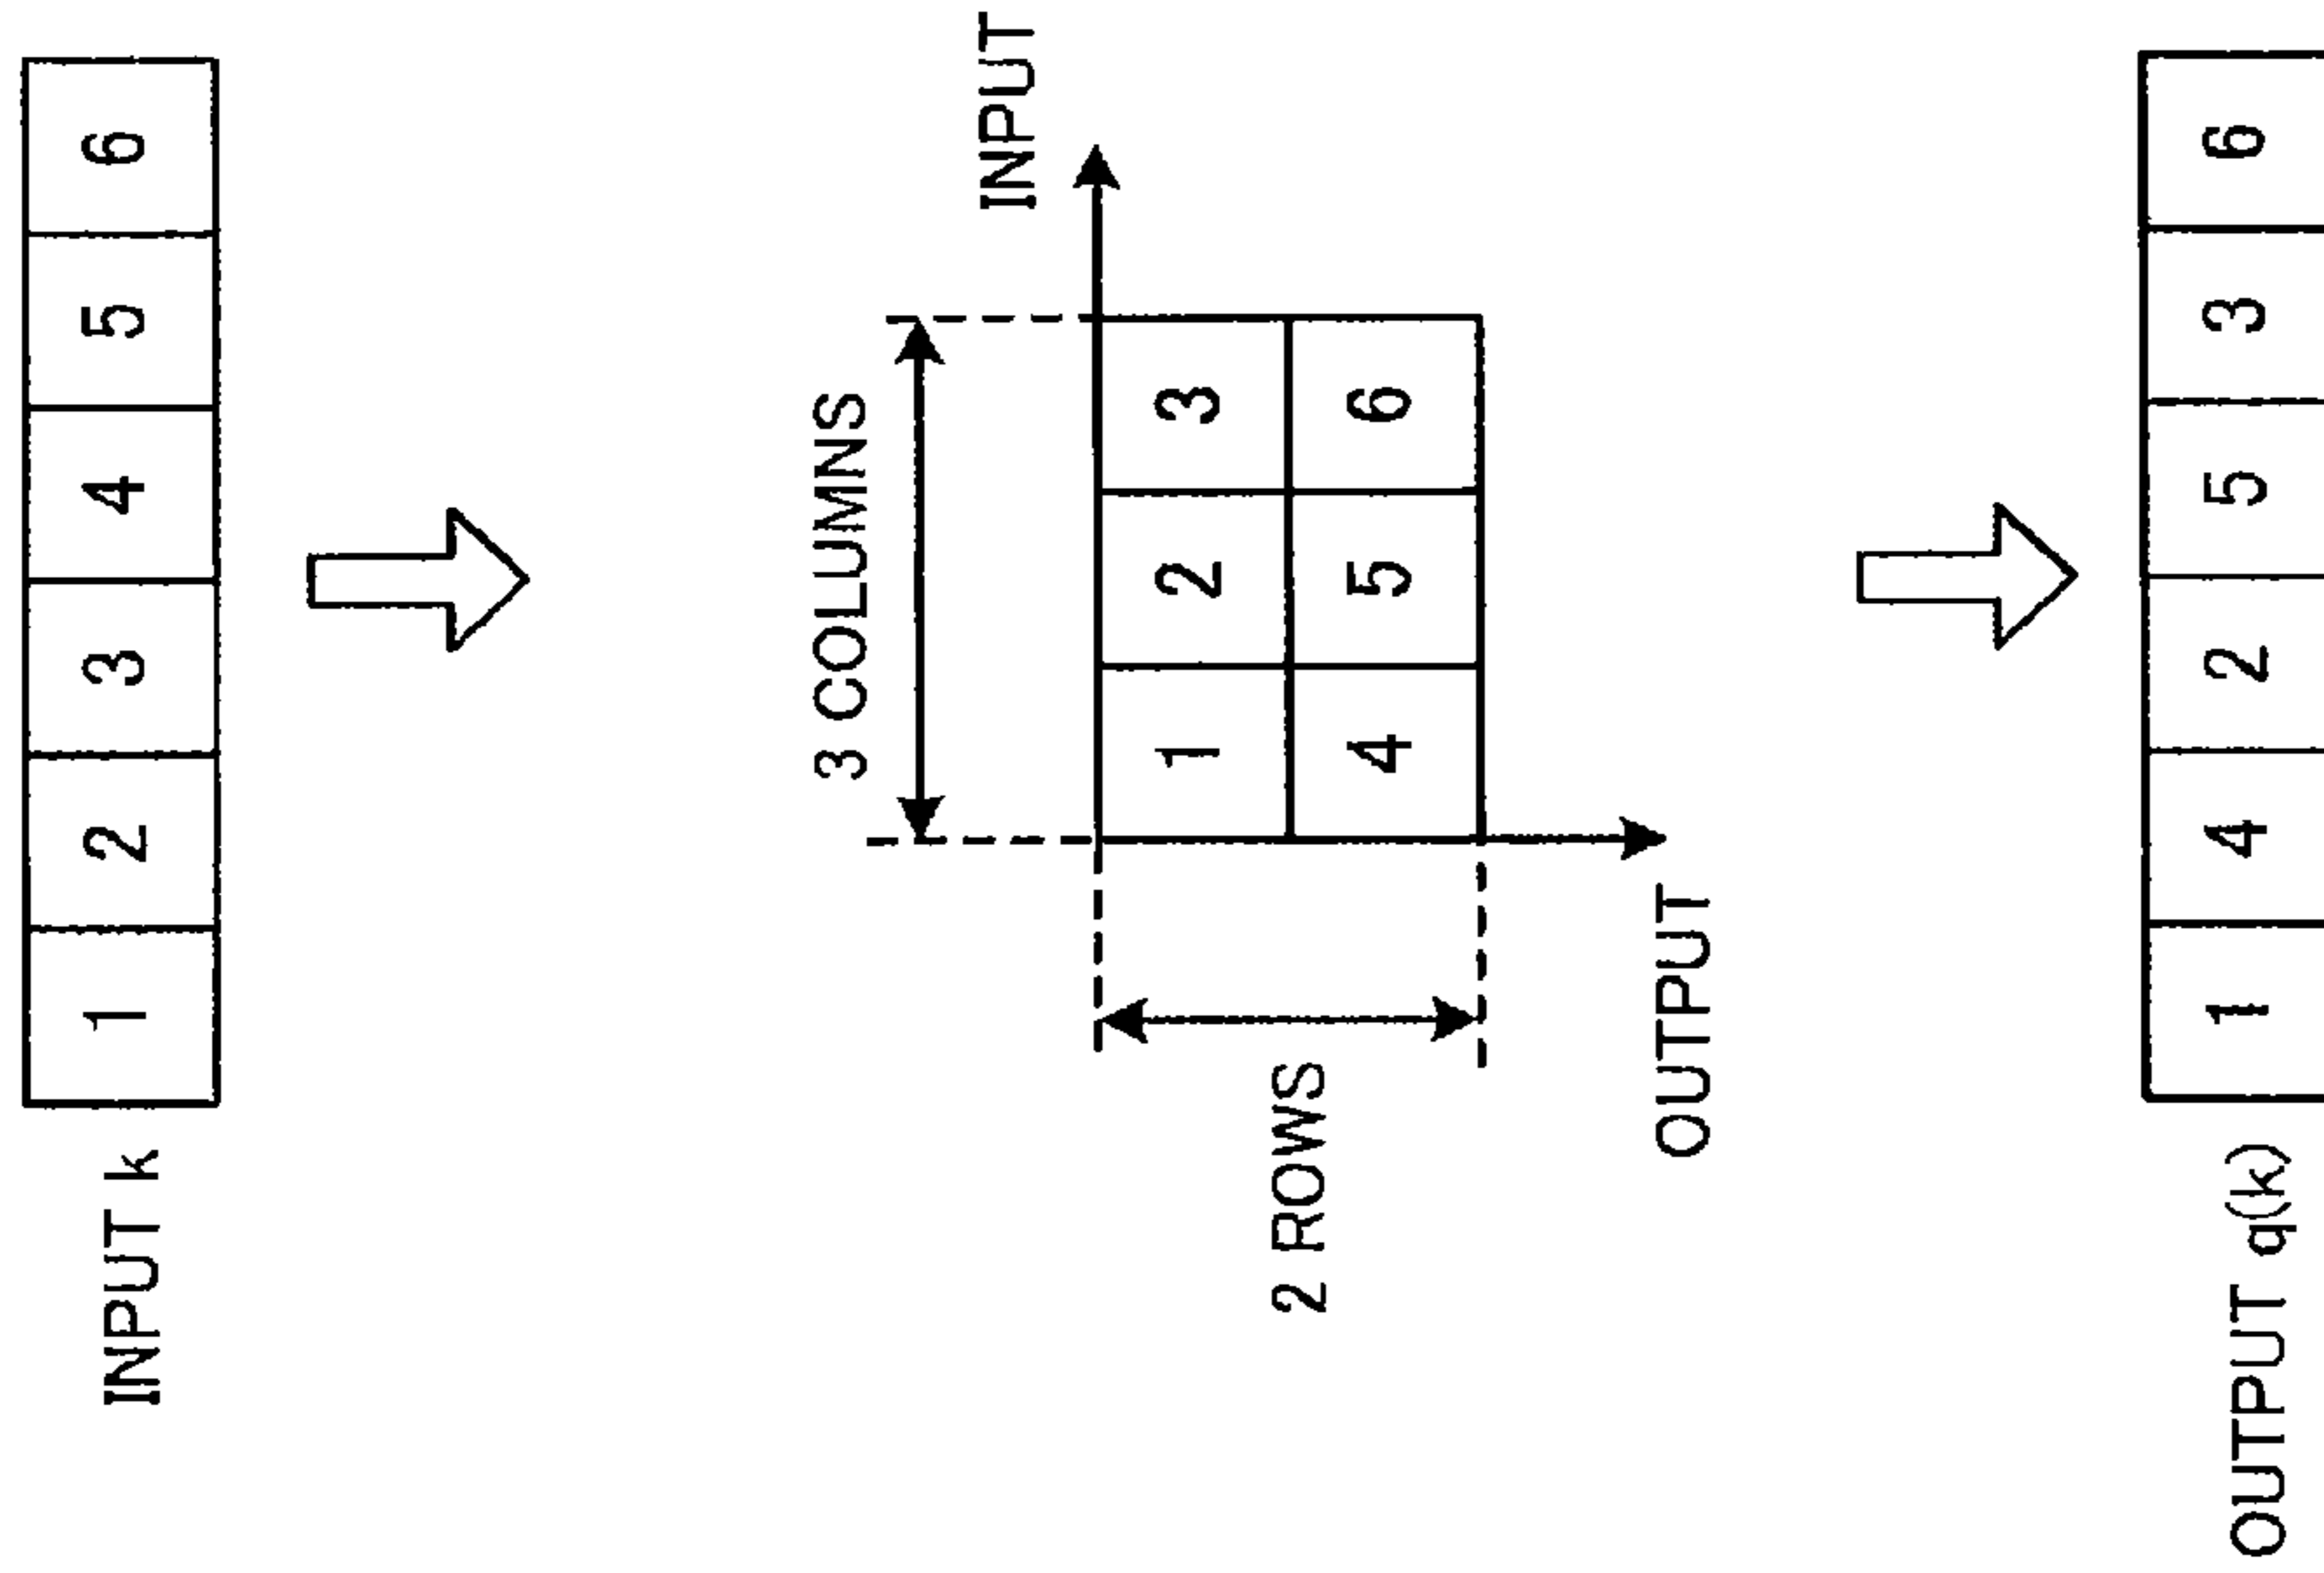 INPUT k 1 2 3 4 5 6
3 COLUMNS
INPUT
2 ROWS
1 2 3
4 5 6
OUTPUT
OUTPUT q(k) 1 4 2 5 3 6